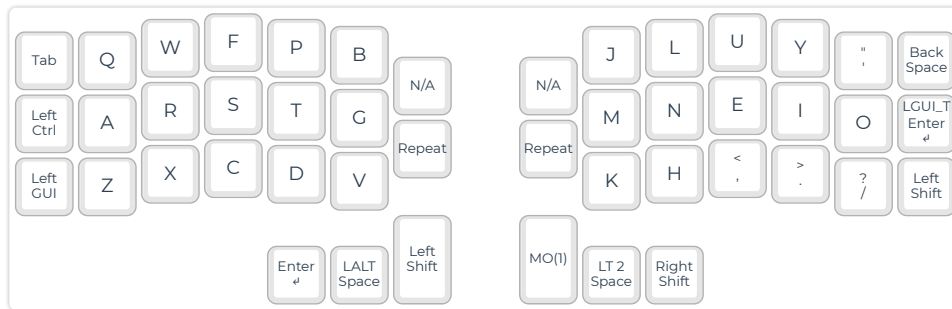 Tab Q W F P B
N/A
N/A
J L U Y " ' Back Space
Left Ctrl A R S T G
Repeat
Repeat
M N E I O LGUI_T Enter ↵
Left GUI Z X C D V
K H < , > . ? / Left Shift
Enter ↵ LALT Space Left Shift
MO(1) LT 2 Space Right Shift